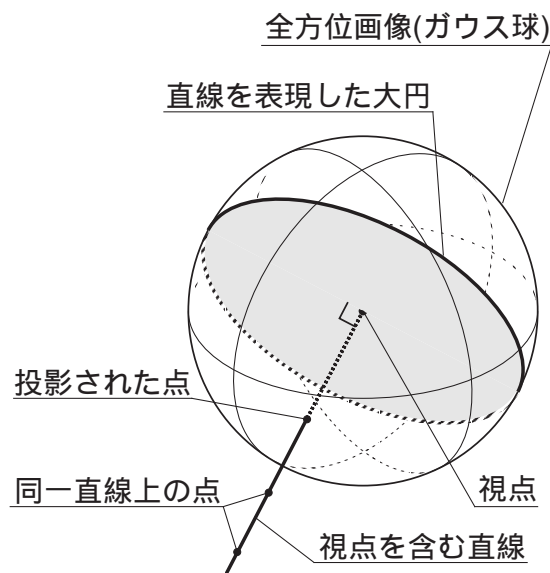 全方位画像(ガウス球)
直線を表現した大円
投影された点
同一直線上の点
視点
視点を含む直線